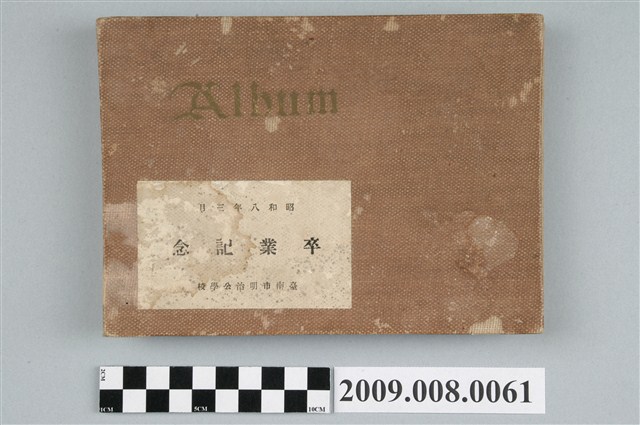 Album
昭和八年三月
卒業記念
臺南市明治公學校
2CM
1CM 5CM 10CM
2009.008.0061